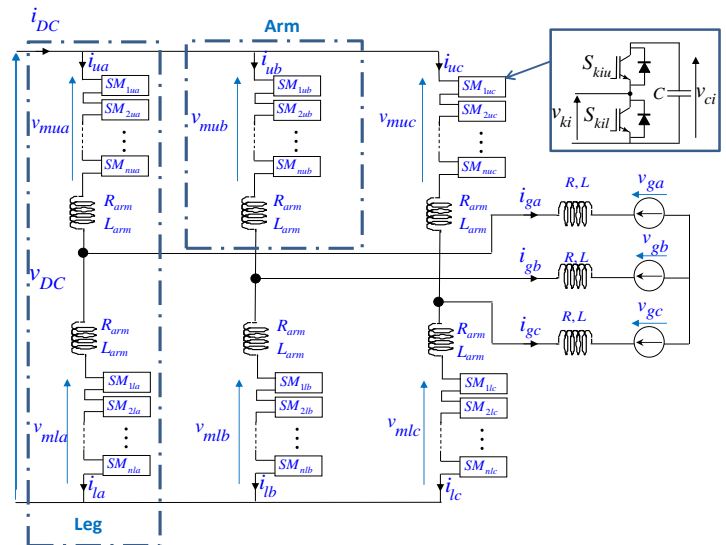 i_DC
Arm
i_ua
i_ub
i_uc
SM_1ua
SM_2ua
SM_nua
v_mua
SM_1ub
SM_2ub
SM_nub
v_mub
SM_1uc
SM_2uc
SM_nuc
v_muc
S_kiu
S_kil
C
v_ki
v_ci
R_arm
L_arm
R_arm
L_arm
R_arm
L_arm
i_ga
R, L
v_ga
i_gb
R, L
v_gb
i_gc
R, L
v_gc
v_DC
R_arm
L_arm
R_arm
L_arm
R_arm
L_arm
SM_1la
SM_2la
SM_nla
v_mla
SM_1lb
SM_2lb
SM_nlb
v_mlb
SM_1lc
SM_2lc
SM_nlc
v_mlc
i_la
i_lb
i_lc
Leg